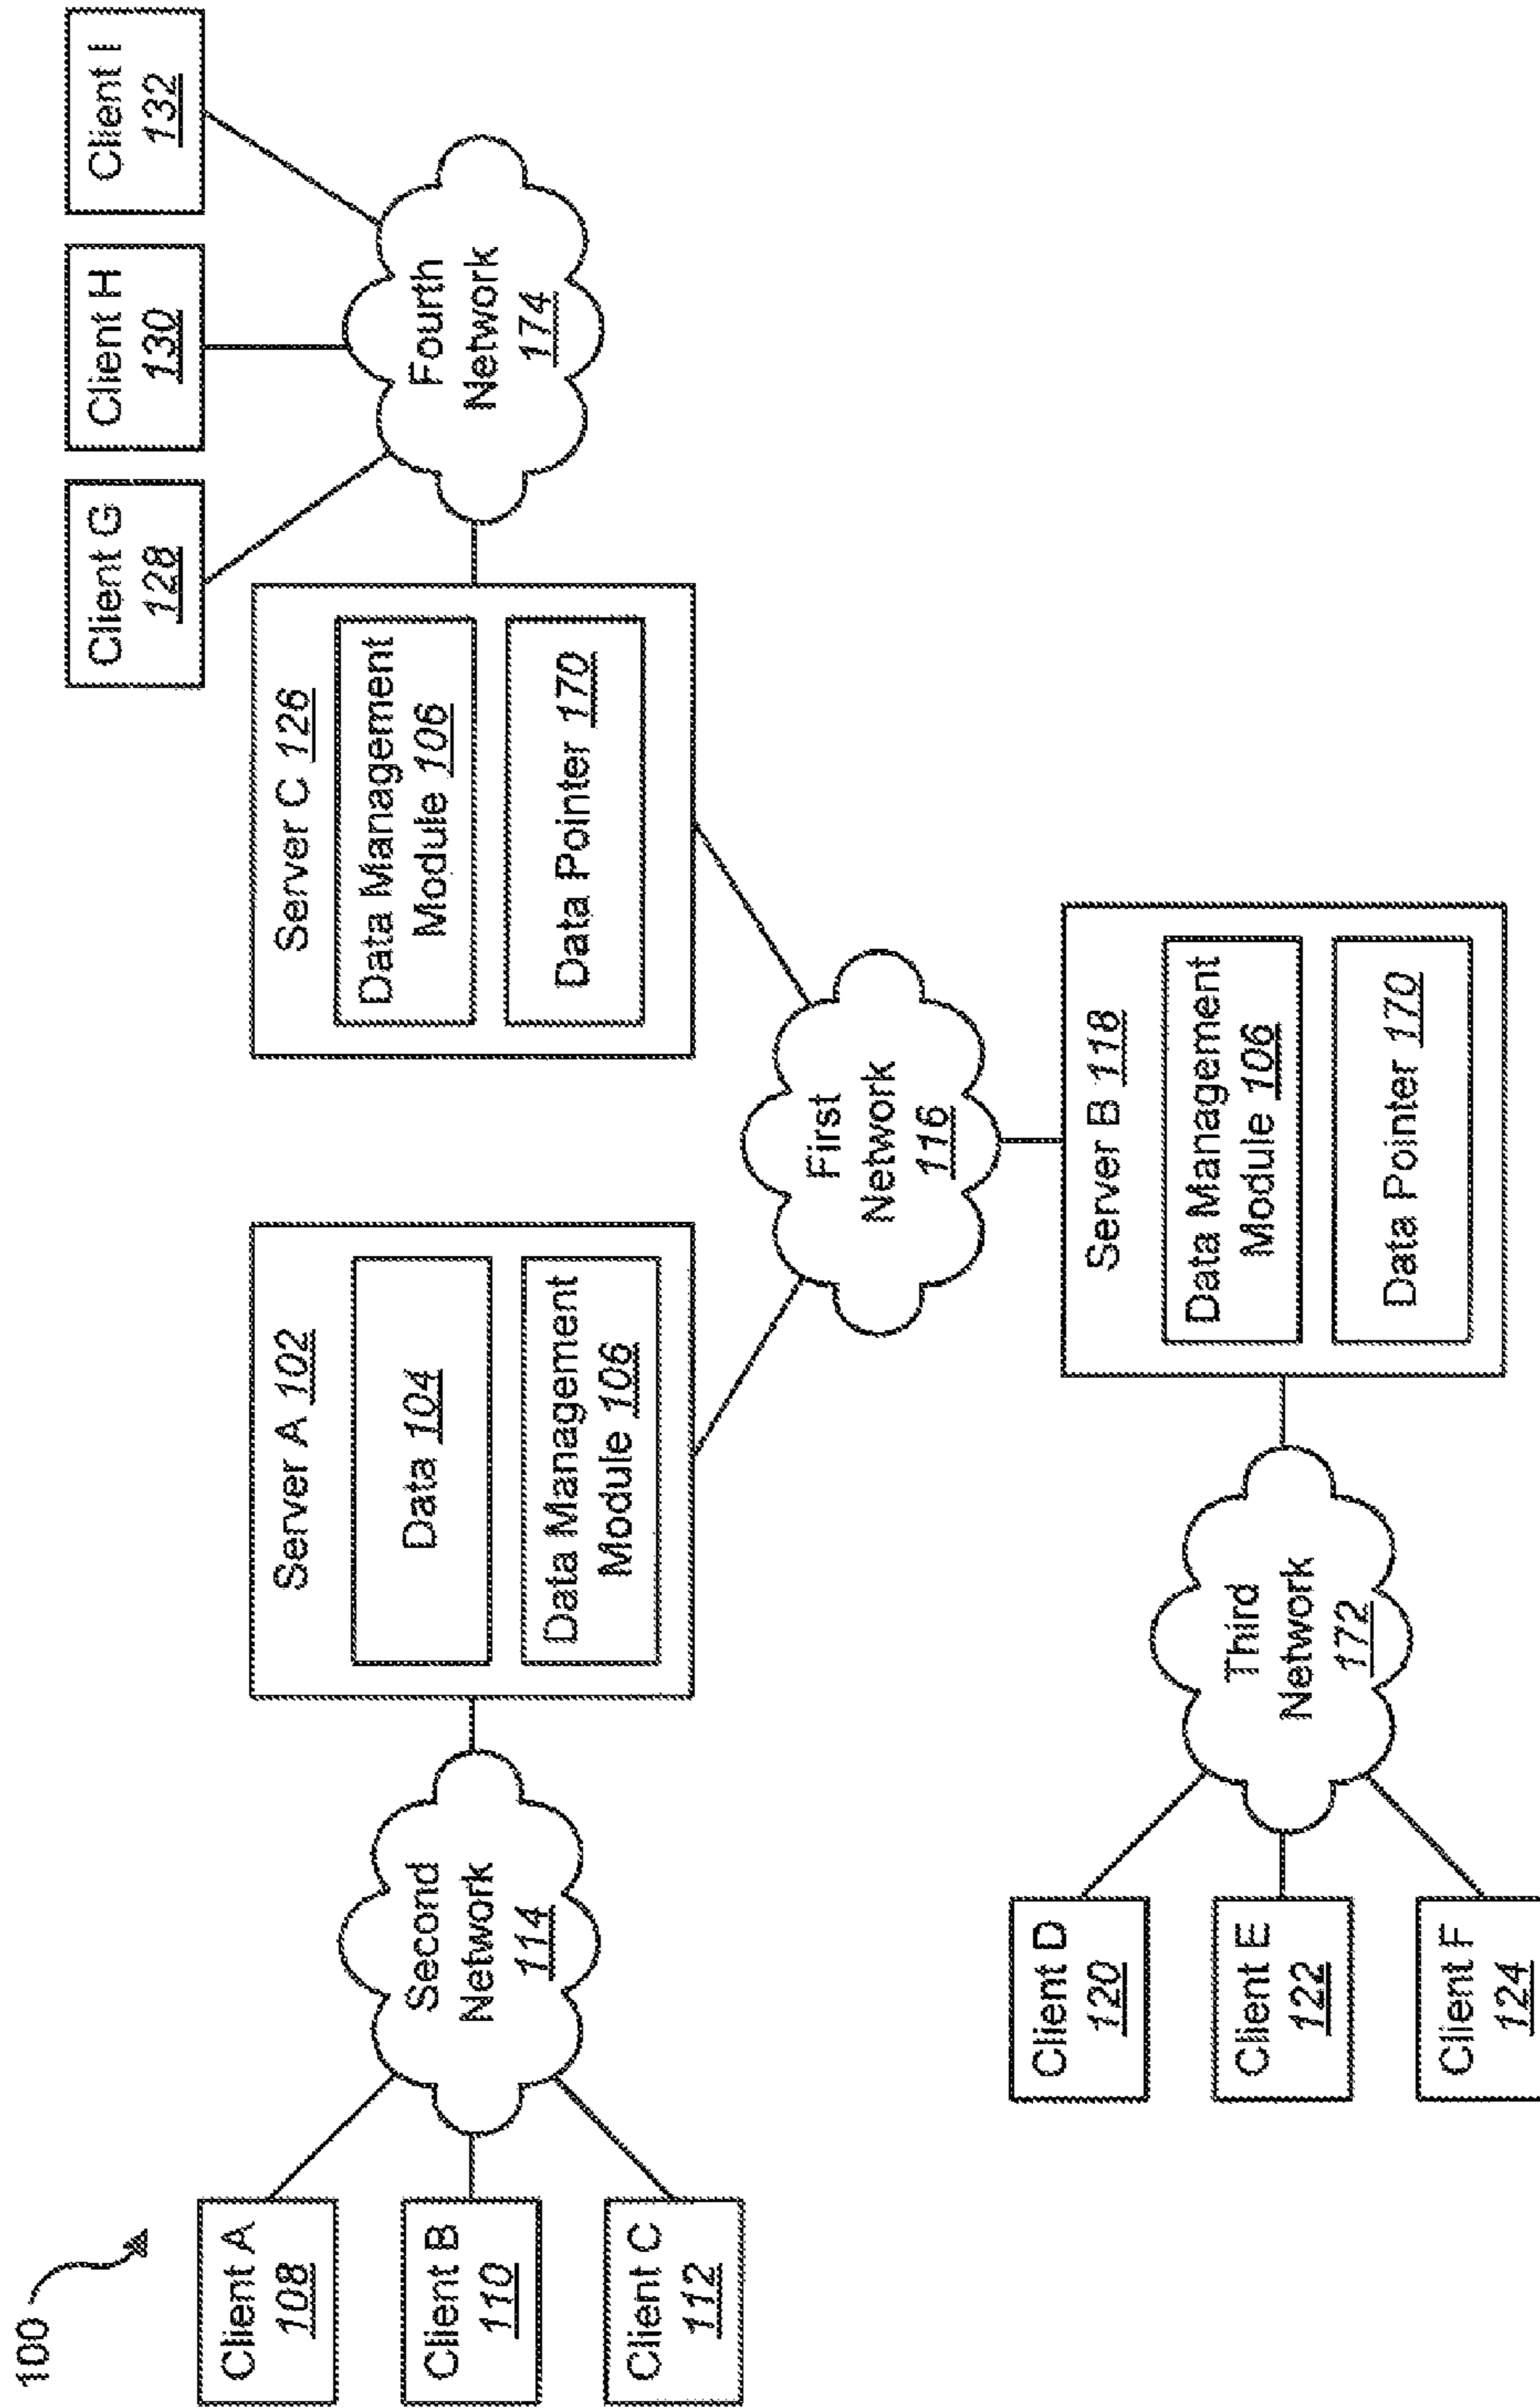 100
Client A
108
Client B
110
Client C
112
Second
Network
114
Server A 102
Data 104
Data Management
Module 106
First
Network
116
Server C 126
Data Management
Module 106
Data Pointer 170
Client G
128
Client H
130
Client I
132
Fourth
Network
174
Client D
120
Client E
122
Client F
124
Third
Network
172
Server B 118
Data Management
Module 106
Data Pointer 170